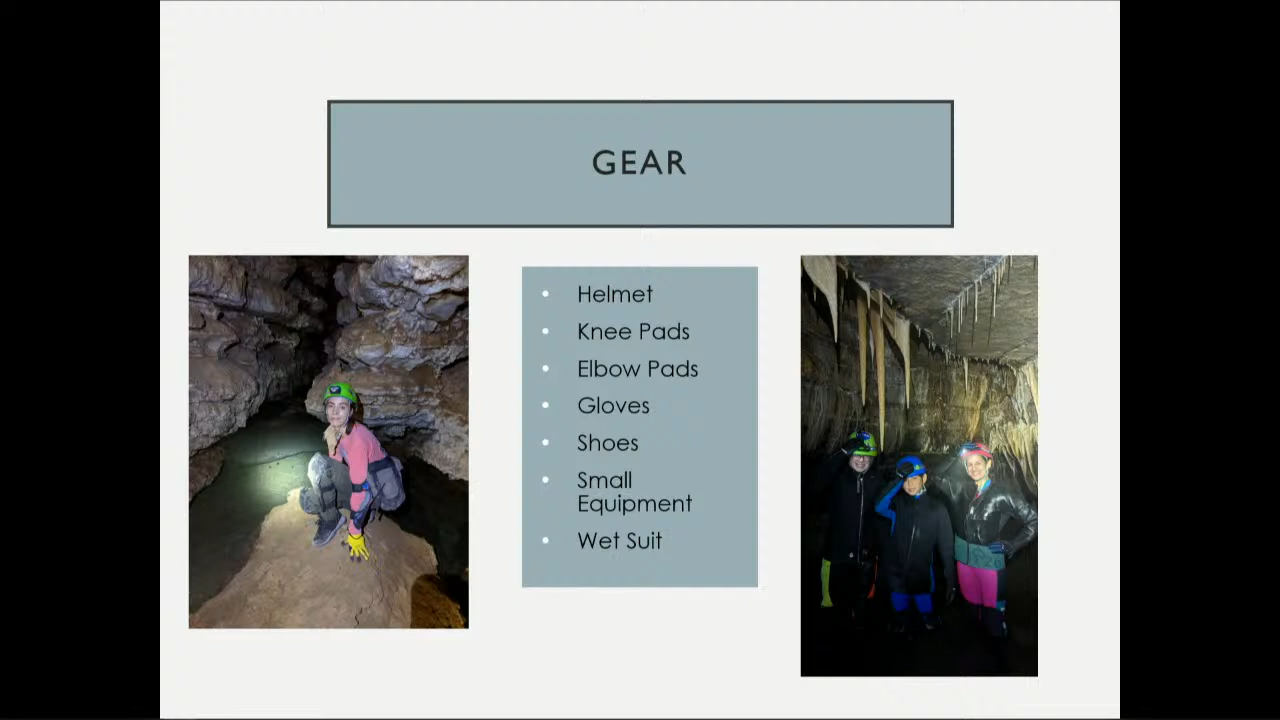 GEAR
Helmet
Knee Pads
Elbow Pads
Gloves
Shoes
Small
Equipment
Wet Suit